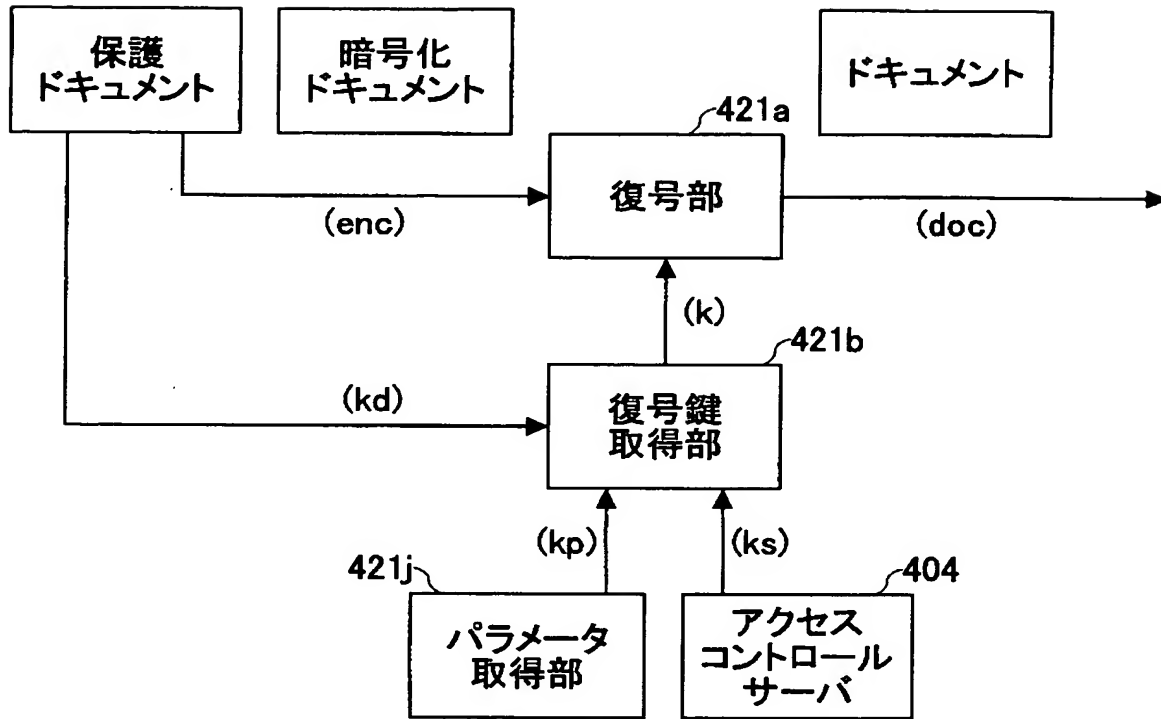 保護
ドキュメント
暗号化
ドキュメント
ドキュメント
421a
復号部
(enc)
(doc)
(k)
421b
(kd)
復号鍵
取得部
(kp)
(ks)
421j
404
パラメータ
取得部
アクセス
コントロール
サーバ